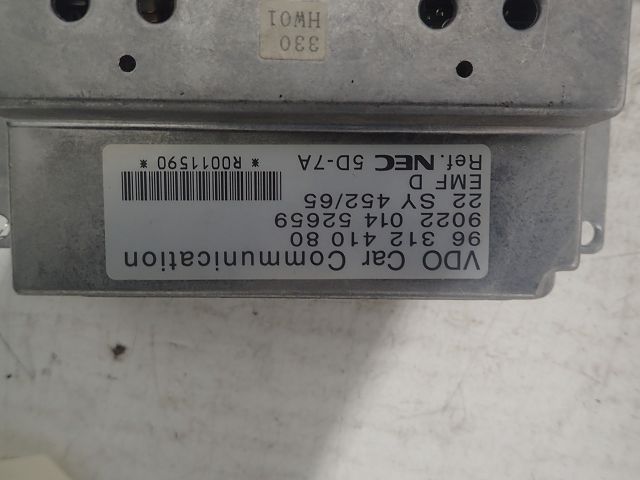 VDO Car Communication
96 312 410 80
9022 014 52659
22 SY 452/65
EMF D
Ref. NEC 5D-7A
* R0011590 *
330
HW01